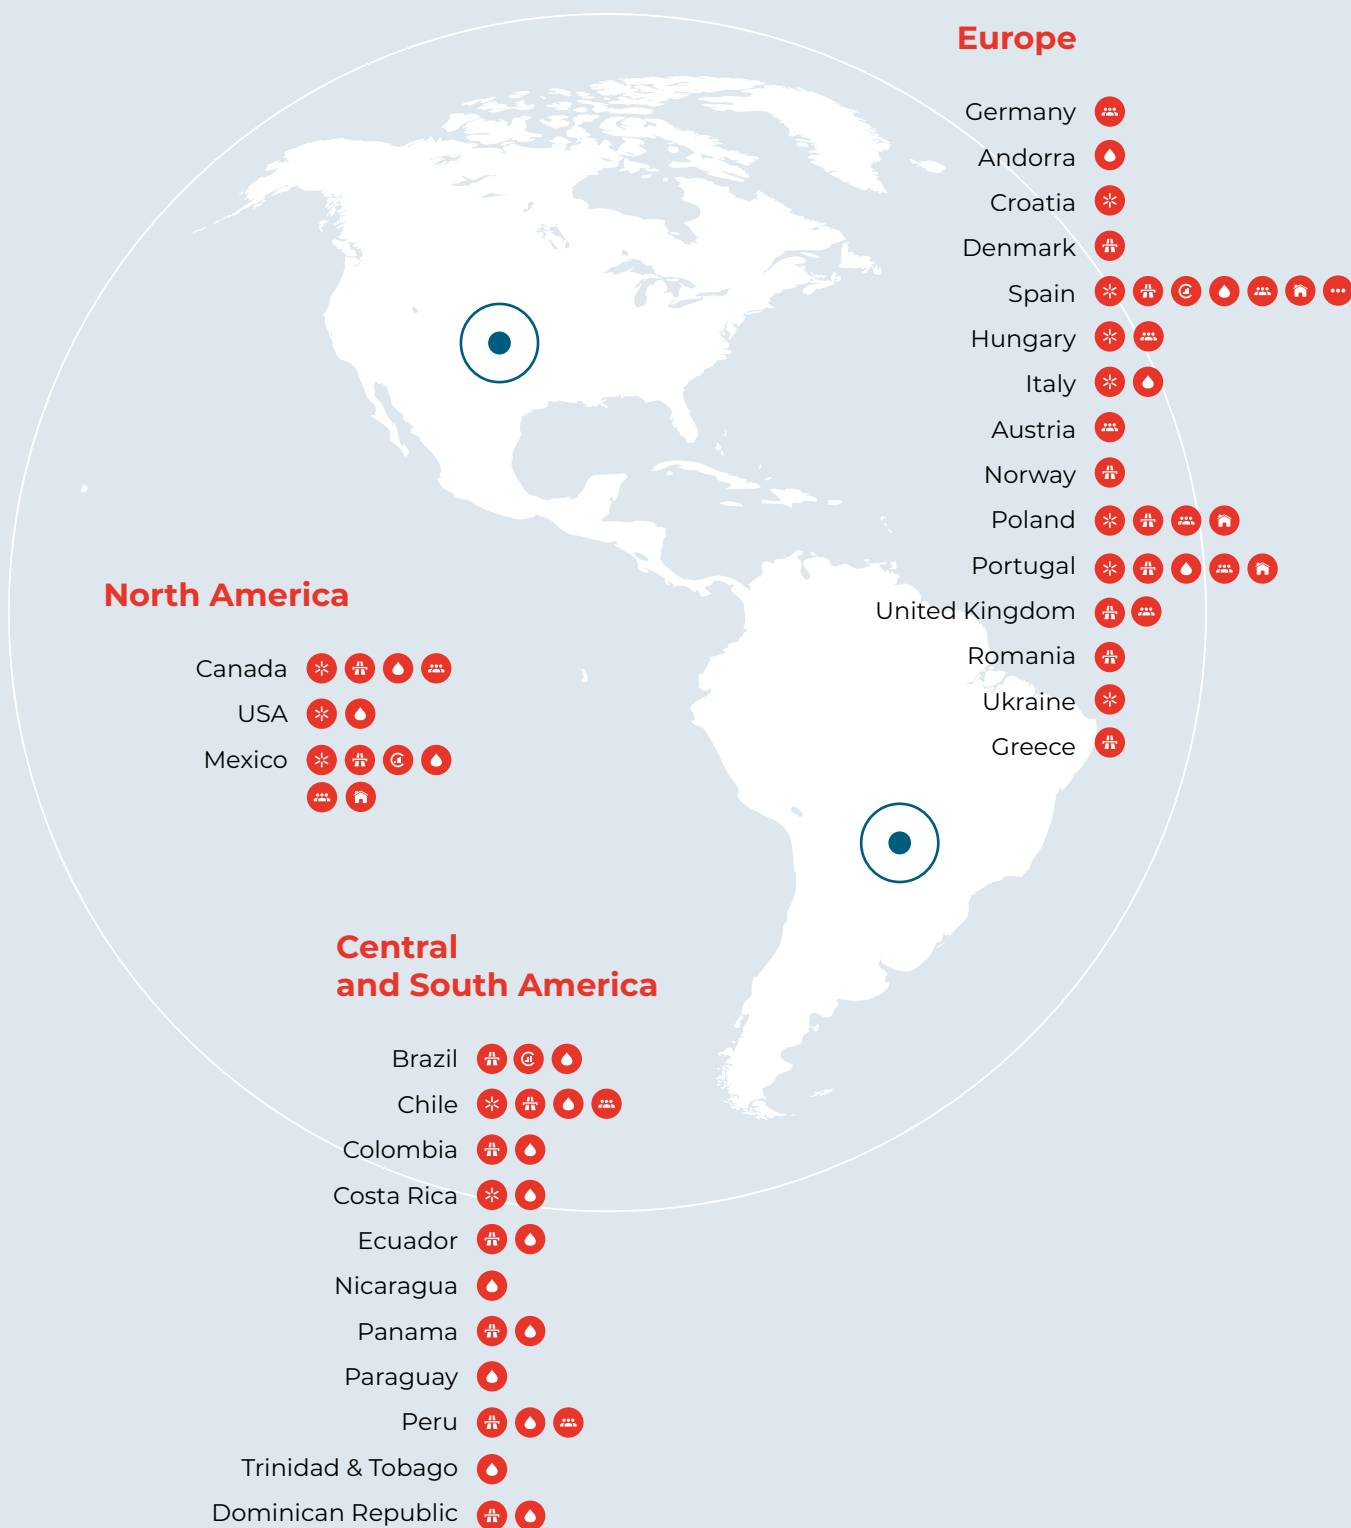 Europe
Germany
Andorra
Croatia
Denmark
Spain
Hungary
Italy
Austria
Norway
Poland
Portugal
United Kingdom
Romania
Ukraine
Greece
North America
Canada
USA
Mexico
Central
and South America
Brazil
Chile
Colombia
Costa Rica
Ecuador
Nicaragua
Panama
Paraguay
Peru
Trinidad & Tobago
Dominican Republic